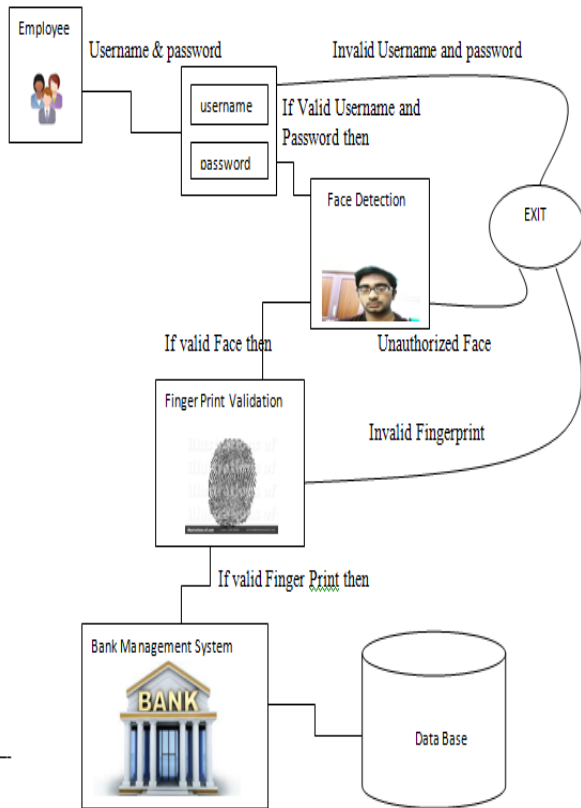 Employee
Username & password
Invalid Username and password
username
If Valid Username and
Password then
password
Face Detection
EXIT
If valid Face then
Unauthorized Face
Finger Print Validation
Invalid Fingerprint
If valid Finger Print then
Bank Management System
BANK
Data Base